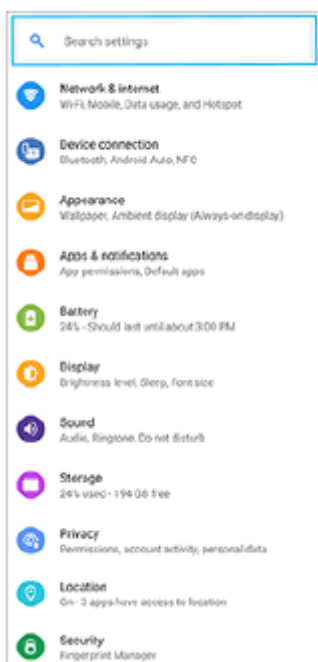 Search settings
Network & internet
Wi-Fi, Mobile, Data usage, and Hotspot
Device connection
Bluetooth, Android Auto, NFC
Appearance
Wallpaper, Ambient display (Always-on display)
Apps & notifications
App permissions, Default apps
Battery
24% - Should last until about 3:00 PM
Display
Brightness level, Sleep, Font size
Sound
Audio, Ringtone, Do not disturb
Storage
24% used - 194 GB free
Privacy
Permissions, account activity, personal data
Location
On - 3 apps have access to location
Security
Fingerprint Manager